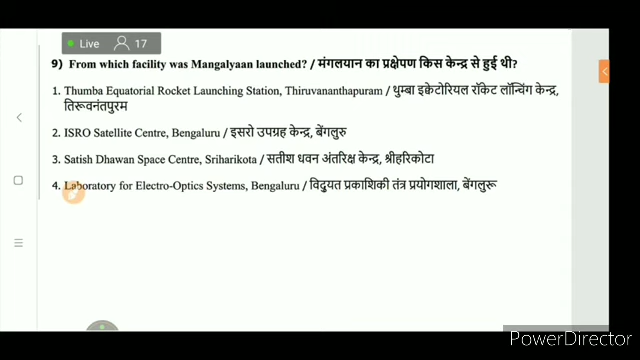 Live 17
9) From which facility was Mangalyaan launched? / मंगलयान का प्रक्षेपण किस केन्द्र से हुई थी?
1. Thumba Equatorial Rocket Launching Station, Thiruvananthapuram / थुम्बा इक्वेटोरियल रॉकेट लॉन्चिंग केन्द्र,
तिरूवनंतपुरम
2. ISRO Satellite Centre, Bengaluru / इसरो उपग्रह केन्द्र, बेंगलुरु
3. Satish Dhawan Space Centre, Sriharikota / सतीश धवन अंतरिक्ष केन्द्र, श्रीहरिकोटा
4. Laboratory for Electro-Optics Systems, Bengaluru / विद्युयत प्रकाशिकी तंत्र प्रयोगशाला, बेंगलुरू
PowerDirector